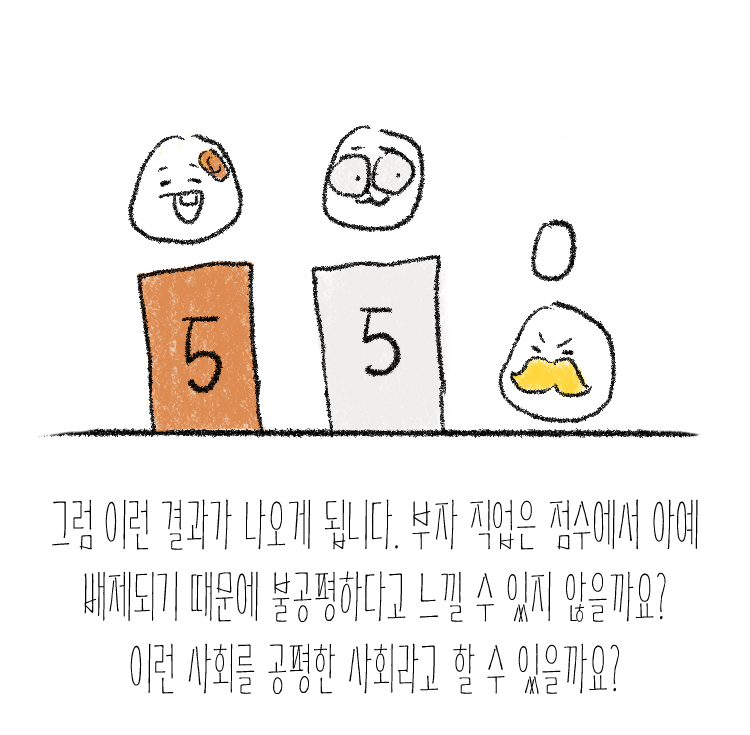 0
5 5
그럼 이런 결과가 나오게 됩니다. 부자 직업은 점수에서 아예
배제되기 때문에 불공평하다고 느낄 수 있지 않을까요?
이런 사회를 공평한 사회라고 할 수 있을까요?